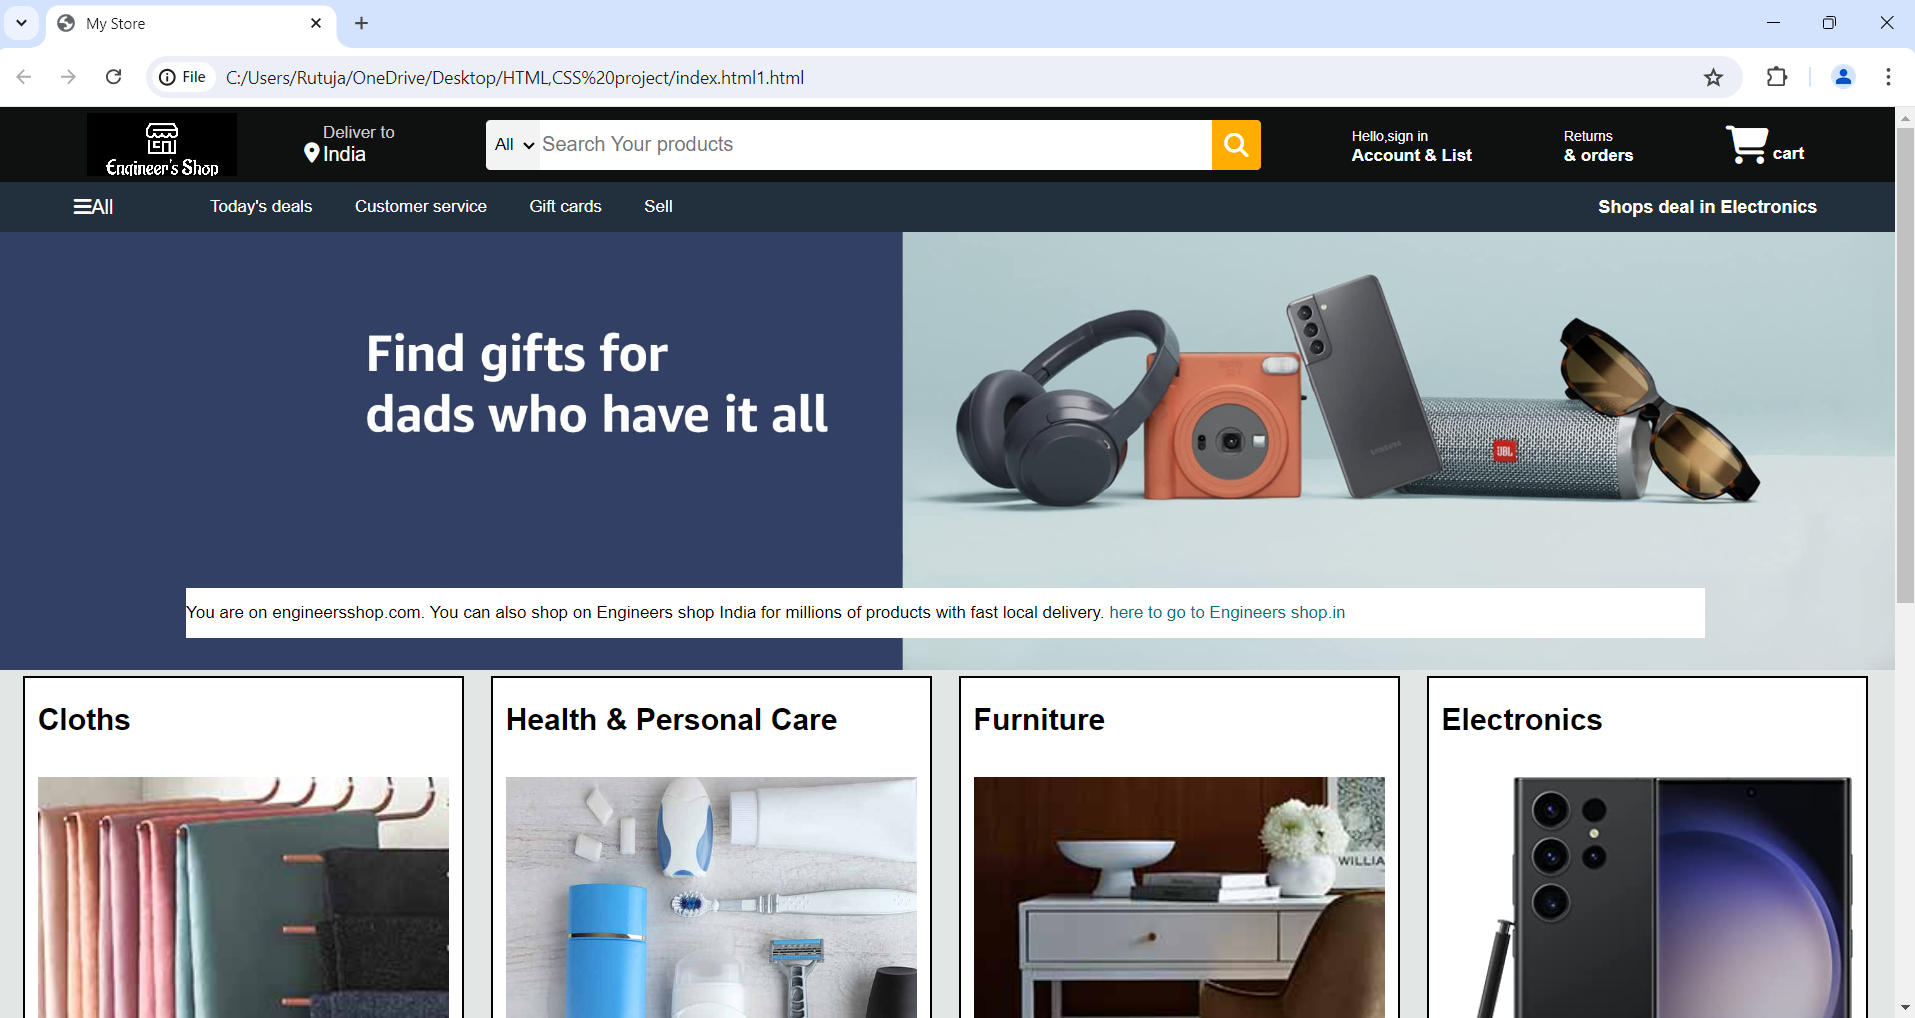 My Store
File
C:/Users/Rutuja/OneDrive/Desktop/HTML,CSS%20project/index.html1.html
Engineer's Shop
Deliver to
India
All
Search Your products
Hello,sign in
Account & List
Returns
& orders
cart
All
Today's deals
Customer service
Gift cards
Sell
Shops deal in Electronics
Find gifts for
dads who have it all
SAMSUNG
JBL
You are on engineersshop.com. You can also shop on Engineers shop India for millions of products with fast local delivery. here to go to Engineers shop.in
Cloths
Health & Personal Care
Furniture
Electronics
WILLIA